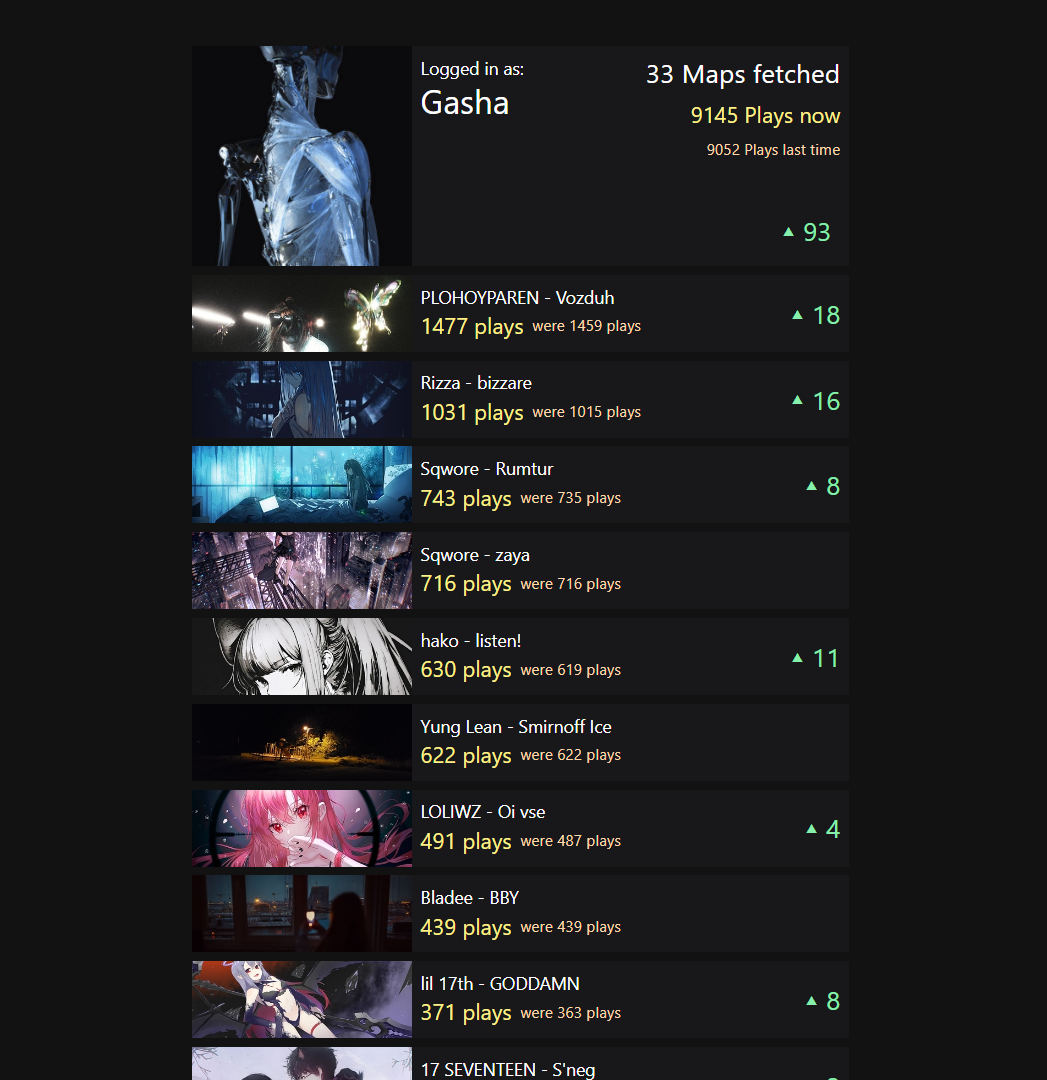 Logged in as:
Gasha
33 Maps fetched
9145 Plays now
9052 Plays last time
▲ 93
PLOHOYPAREN - Vozduh
1477 plays were 1459 plays
▲ 18
Rizza - bizzare
1031 plays were 1015 plays
▲ 16
Sqwore - Rumtur
743 plays were 735 plays
▲ 8
Sqwore - zaya
716 plays were 716 plays
hako - listen!
630 plays were 619 plays
▲ 11
Yung Lean - Smirnoff Ice
622 plays were 622 plays
LOLIWZ - Oi vse
491 plays were 487 plays
▲ 4
Bladee - BBY
439 plays were 439 plays
lil 17th - GODDAMN
371 plays were 363 plays
▲ 8
17 SEVENTEEN - S'neg